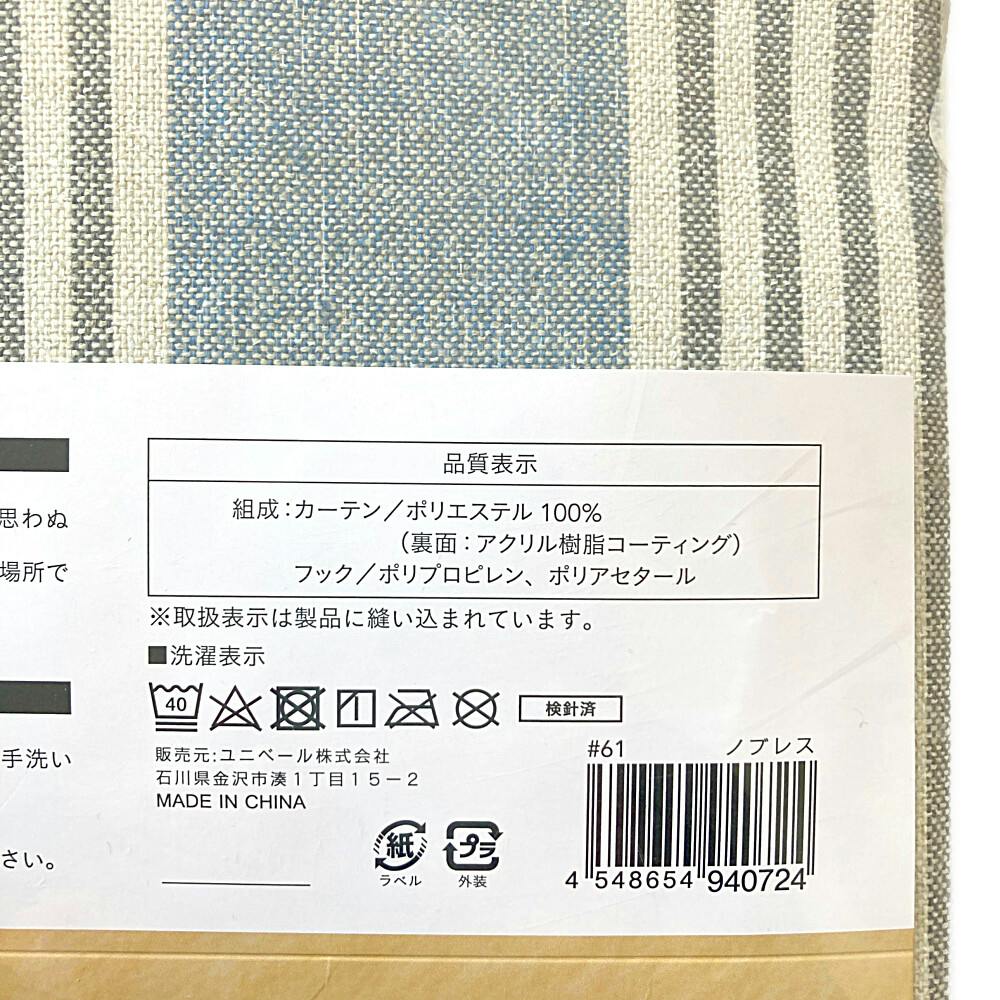 思わぬ
場所で
手洗い
さい。
品質表示
組成：カーテン／ポリエステル 100%
（裏面：アクリル樹脂コーティング）
フック／ポリプロピレン、ポリアセタール
※取扱表示は製品に縫い込まれています。
■洗濯表示
40
検針済
販売元:ユニベール株式会社
石川県金沢市湊１丁目１５－２
MADE IN CHINA
紙
ラベル
プラ
外装
#61 ノブレス
4 548654 940724